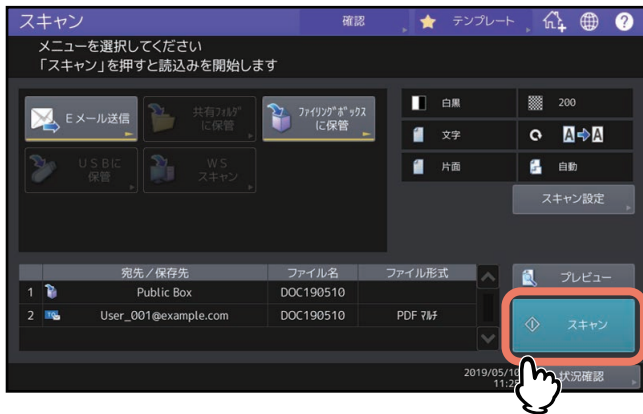 スキャン
確認
テンプレート
メニューを選択してください
「スキャン」を押すと読込みを開始します
Eメール送信
共有ﾌｫﾙﾀﾞ
に保管
ﾌｧｲﾘﾝｸﾞﾎﾞｯｸｽ
に保管
USBに
保管
WS
スキャン
白黒
200
文字
A A
片面
自動
スキャン設定
宛先／保存先 ファイル名 ファイル形式
1 Public Box DOC190510
2 TO: User_001@example.com DOC190510 PDF ﾏﾙﾁ
プレビュー
スキャン
2019/05/10
11:2
状況確認